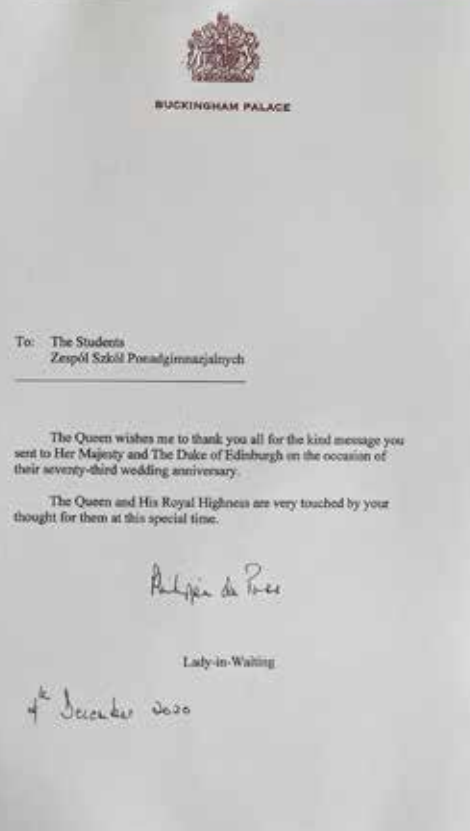 BUCKINGHAM PALACE
To: The Students
Zespół Szkół Ponadgimnazjalnych
The Queen wishes me to thank you all for the kind message you
sent to Her Majesty and The Duke of Edinburgh on the occasion of
their seventy-third wedding anniversary.
The Queen and His Royal Highness are very touched by your
thought for them at this special time.
Lady-in-Waiting
4th December 2020